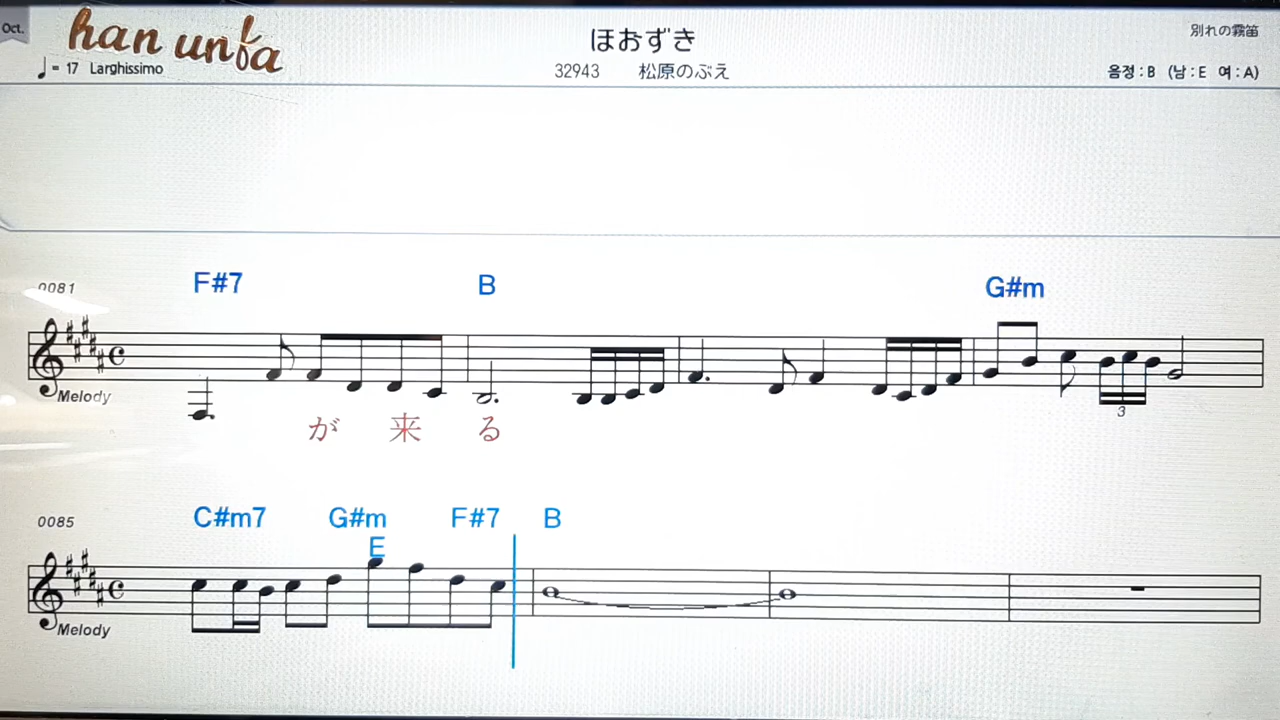 Oct.
han unla
ほおずき
別れの霧笛
♩= 17 Larghissimo
32943 松原のぶえ
음정 : B (남 : E 여 : A)
0081
F#7 B G#m
Melody
3
が 来 る
0085
C#m7 G#m F#7 B
E
Melody